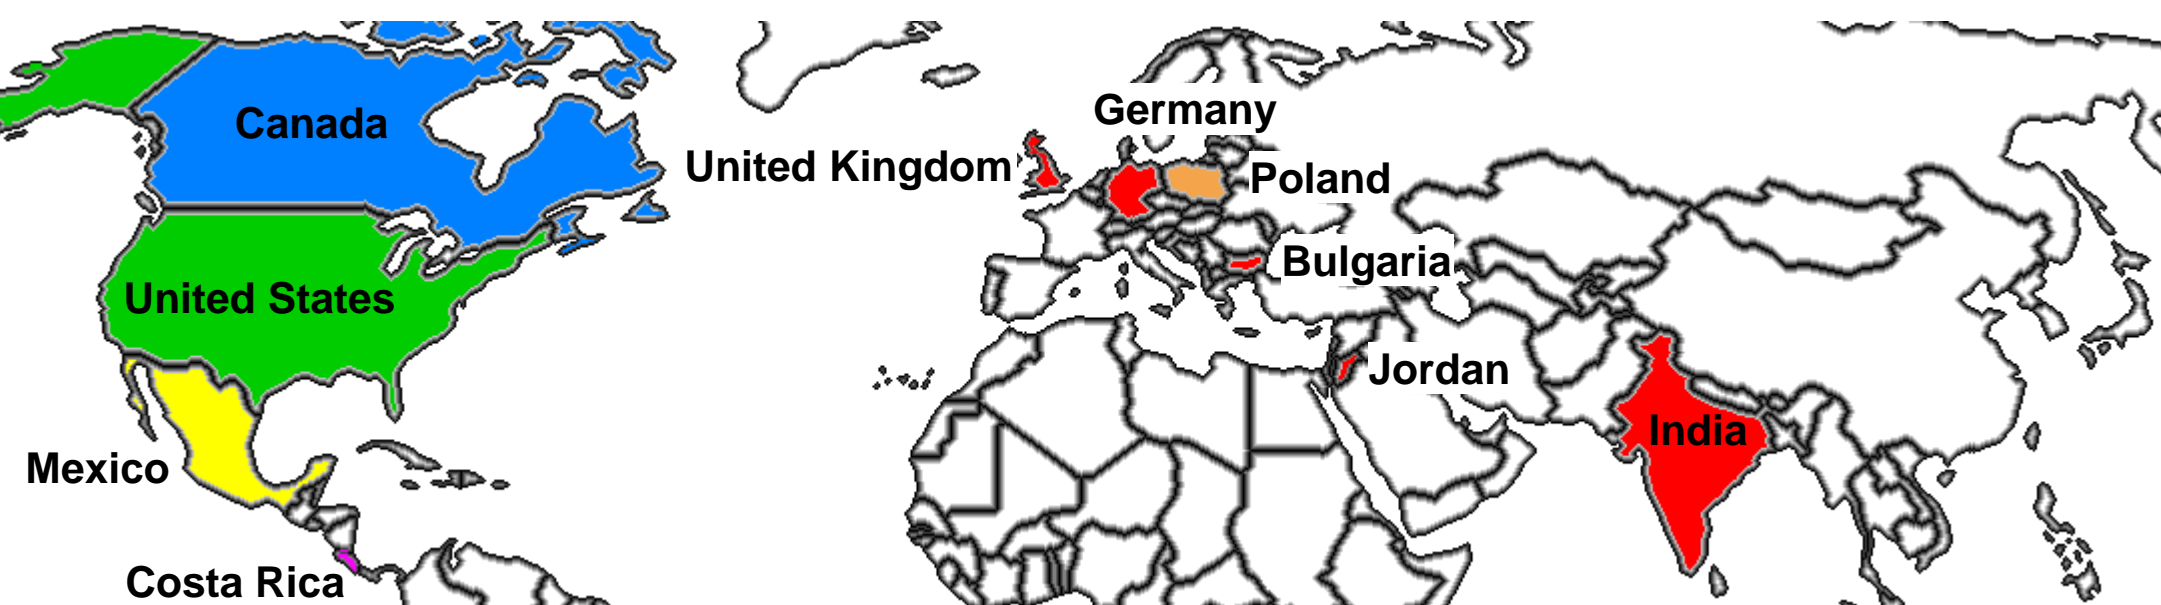 Germany
Canada
United Kingdom
Poland
Bulgaria
United States
Jordan
India
Mexico
Costa Rica